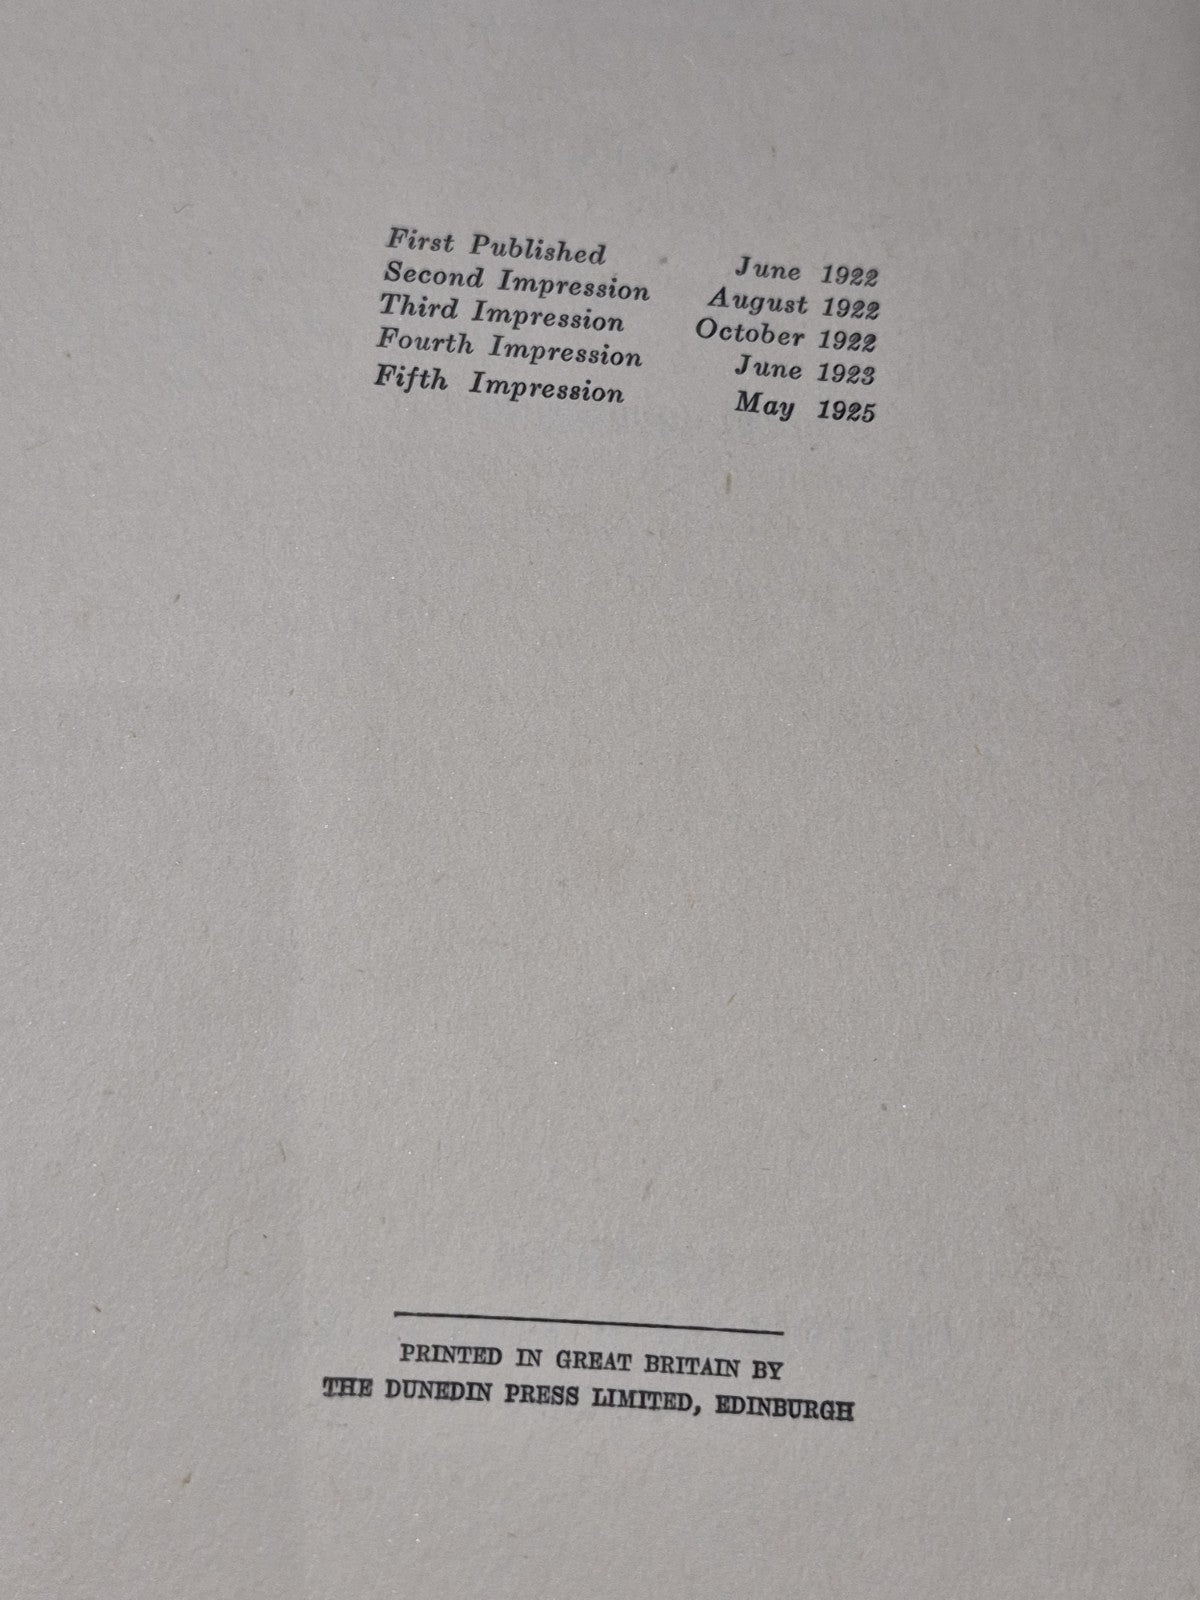 First Published June 1922
Second Impression August 1922
Third Impression October 1922
Fourth Impression June 1923
Fifth Impression May 1925
PRINTED IN GREAT BRITAIN BY
THE DUNEDIN PRESS LIMITED, EDINBURGH